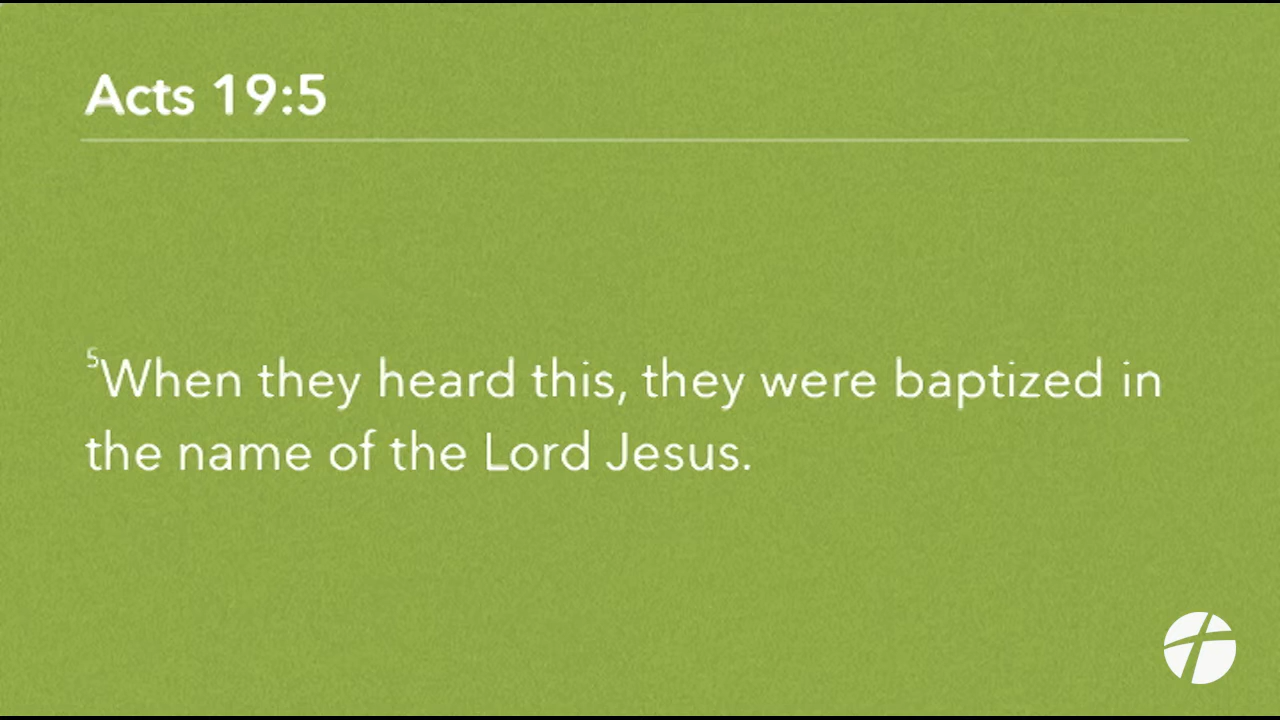 Acts 19:5
⁵When they heard this, they were baptized in
the name of the Lord Jesus.